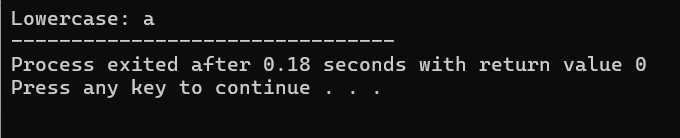 Lowercase: a
--------------------------------
Process exited after 0.18 seconds with return value 0
Press any key to continue . . .